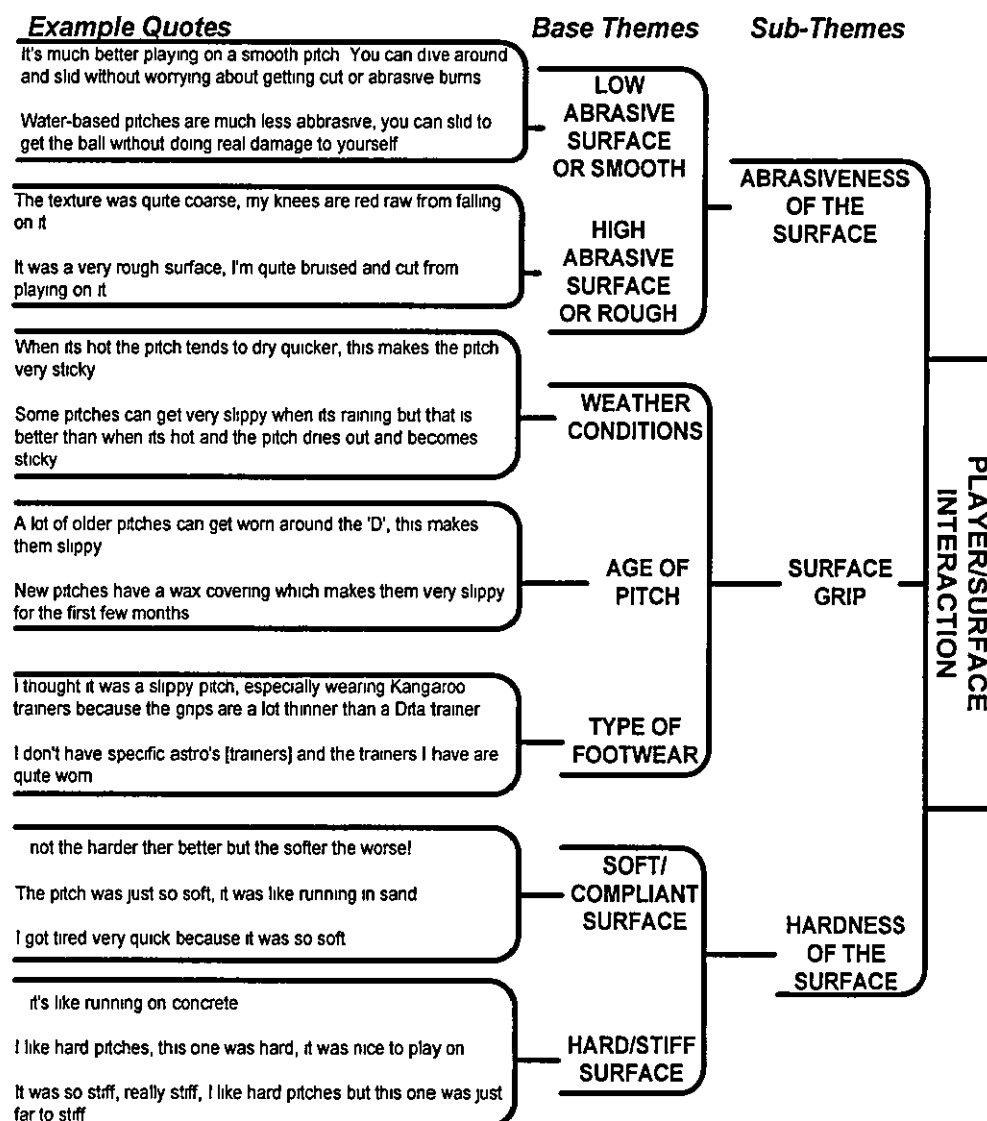 Example Quotes
Base Themes
Sub-Themes
It's much better playing on a smooth pitch You can dive around
and slid without worrying about getting cut or abrasive burns
Water-based pitches are much less abbrasive, you can slid to
get the ball without doing real damage to yourself
LOW
ABRASIVE
SURFACE
OR SMOOTH
The texture was quite coarse, my knees are red raw from falling
on it
It was a very rough surface, I'm quite bruised and cut from
playing on it
HIGH
ABRASIVE
SURFACE
OR ROUGH
ABRASIVENESS
OF THE
SURFACE
When its hot the pitch tends to dry quicker, this makes the pitch
very sticky
Some pitches can get very slippy when its raining but that is
better than when its hot and the pitch dries out and becomes
sticky
WEATHER
CONDITIONS
A lot of older pitches can get worn around the 'D', this makes
them slippy
New pitches have a wax covering which makes them very slippy
for the first few months
AGE OF
PITCH
SURFACE
GRIP
I thought it was a slippy pitch, especially wearing Kangaroo
trainers because the grips are a lot thinner than a Dita trainer
I don't have specific astro's [trainers] and the trainers I have are
quite worn
TYPE OF
FOOTWEAR
not the harder ther better but the softer the worse!
The pitch was just so soft, it was like running in sand
I got tired very quick because it was so soft
SOFT/
COMPLIANT
SURFACE
it's like running on concrete
I like hard pitches, this one was hard, it was nice to play on
It was so stiff, really stiff, I like hard pitches but this one was just
far to stiff
HARD/STIFF
SURFACE
HARDNESS
OF THE
SURFACE
PLAYER/SURFACE
INTERACTION